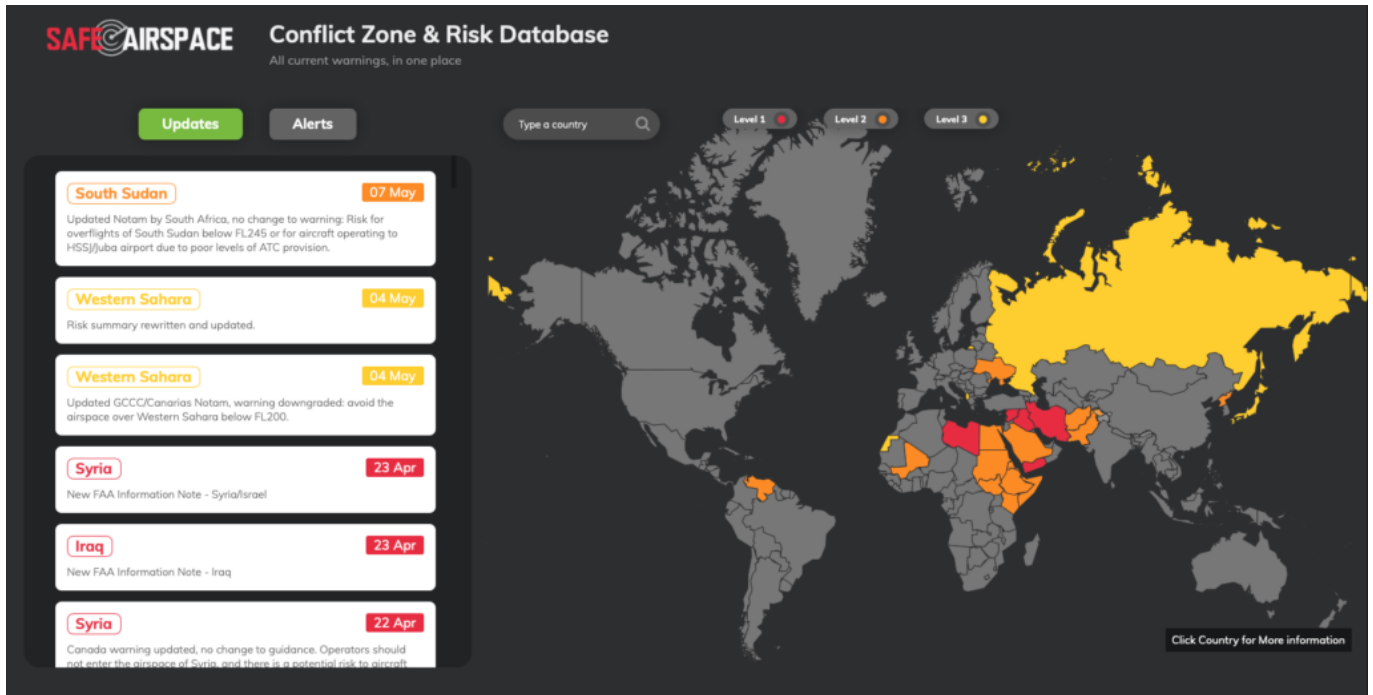 SAFE AIRSPACE
Conflict Zone & Risk Database
All current warnings, in one place
Updates
Alerts
Type a country
Level 1
Level 2
Level 3
South Sudan
07 May
Updated Notam by South Africa, no change to warning: Risk for
overflights of South Sudan below FL245 or for aircraft operating to
HSSJ/Juba airport due to poor levels of ATC provision.
Western Sahara
04 May
Risk summary rewritten and updated.
Western Sahara
04 May
Updated GCCC/Canarias Notam, warning downgraded: avoid the
airspace over Western Sahara below FL200.
Syria
23 Apr
New FAA Information Note - Syria/Israel
Iraq
23 Apr
New FAA Information Note - Iraq
Syria
22 Apr
Canada warning updated, no change to guidance. Operators should
not enter the airspace of Syria, and there is a potential risk to aircraft
Click Country for More information